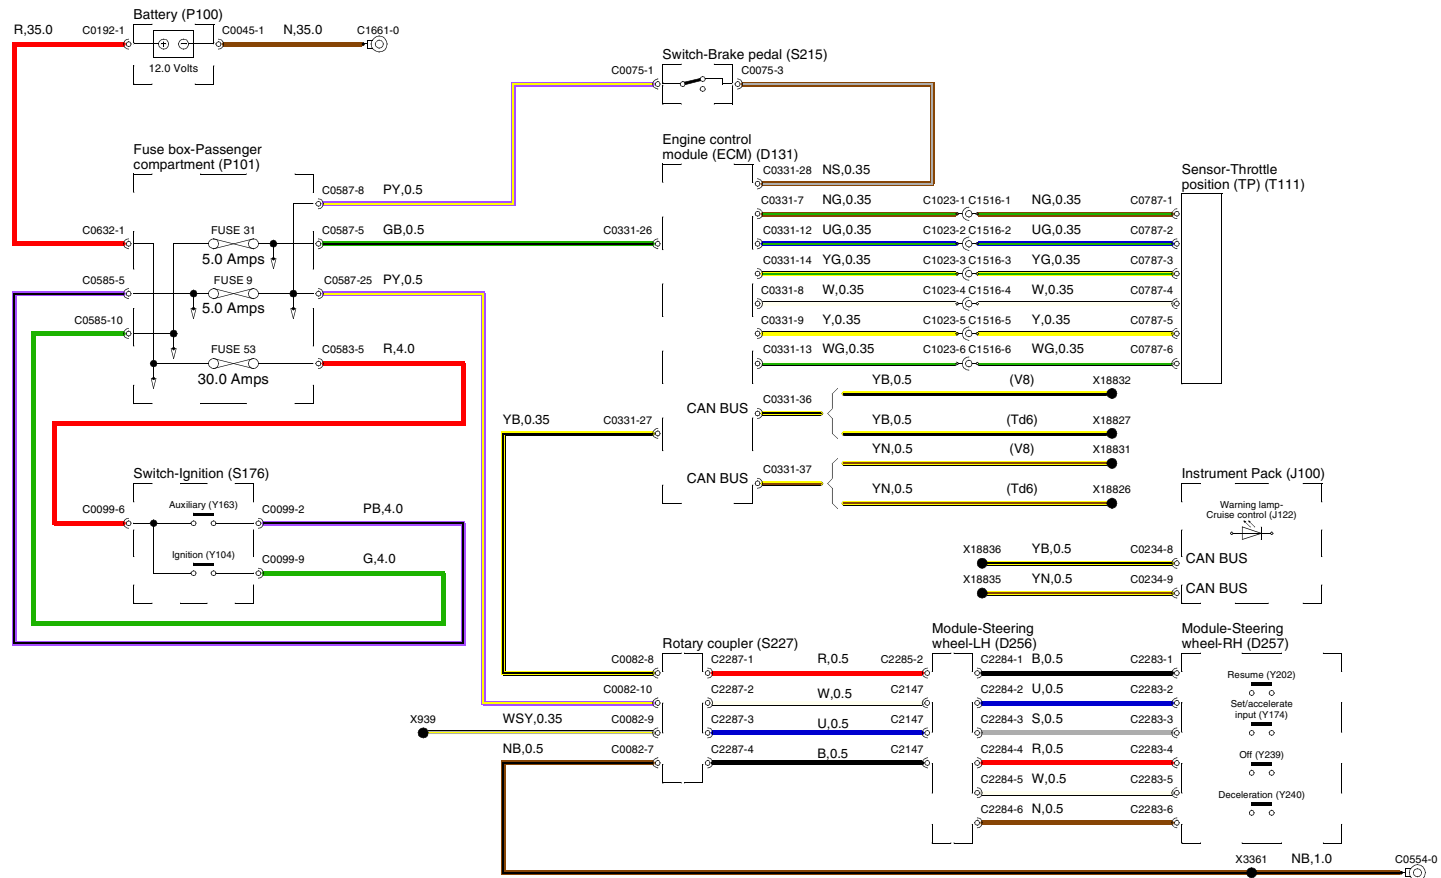 Battery (P100)
R,35.0 C0192-1 C0045-1 N,35.0 C1661-0
12.0 Volts
Switch-Brake pedal (S215)
C0075-1 C0075-3
Fuse box-Passenger
compartment (P101)
C0587-8 PY,0.5
C0632-1 FUSE 31 C0587-5 GB,0.5 C0331-26
5.0 Amps
C0585-5 FUSE 9 C0587-25 PY,0.5
5.0 Amps
C0585-10
FUSE 53 C0583-5 R,4.0
30.0 Amps
Engine control
module (ECM) (D131)
C0331-28 NS,0.35
C0331-7 NG,0.35 C1023-1 C1516-1 NG,0.35 C0787-1
C0331-12 UG,0.35 C1023-2 C1516-2 UG,0.35 C0787-2
C0331-14 YG,0.35 C1023-3 C1516-3 YG,0.35 C0787-3
C0331-8 W,0.35 C1023-4 C1516-4 W,0.35 C0787-4
C0331-9 Y,0.35 C1023-5 C1516-5 Y,0.35 C0787-5
C0331-13 WG,0.35 C1023-6 C1516-6 WG,0.35 C0787-6
Sensor-Throttle
position (TP) (T111)
YB,0.5 (V8) X18832
CAN BUS C0331-36
YB,0.35 C0331-27
YB,0.5 (Td6) X18827
YN,0.5 (V8) X18831
CAN BUS C0331-37
YN,0.5 (Td6) X18826
Switch-Ignition (S176)
C0099-6 Auxiliary (Y163) C0099-2 PB,4.0
Ignition (Y104) C0099-9 G,4.0
Instrument Pack (J100)
Warning lamp-
Cruise control (J122)
X18836 YB,0.5 C0234-8 CAN BUS
X18835 YN,0.5 C0234-9 CAN BUS
Rotary coupler (S227)
Module-Steering
wheel-LH (D256)
Module-Steering
wheel-RH (D257)
C0082-8 C2287-1 R,0.5 C2285-2 C2284-1 B,0.5 C2283-1
Resume (Y202)
C0082-10 C2287-2 W,0.5 C2147 C2284-2 U,0.5 C2283-2
Set/accelerate
input (Y174)
X939 WSY,0.35 C0082-9 C2287-3 U,0.5 C2147 C2284-3 S,0.5 C2283-3
NB,0.5 C0082-7 C2287-4 B,0.5 C2147 C2284-4 R,0.5 C2283-4
Off (Y239)
C2284-5 W,0.5 C2283-5
Deceleration (Y240)
C2284-6 N,0.5 C2283-6
X3361 NB,1.0 C0554-0